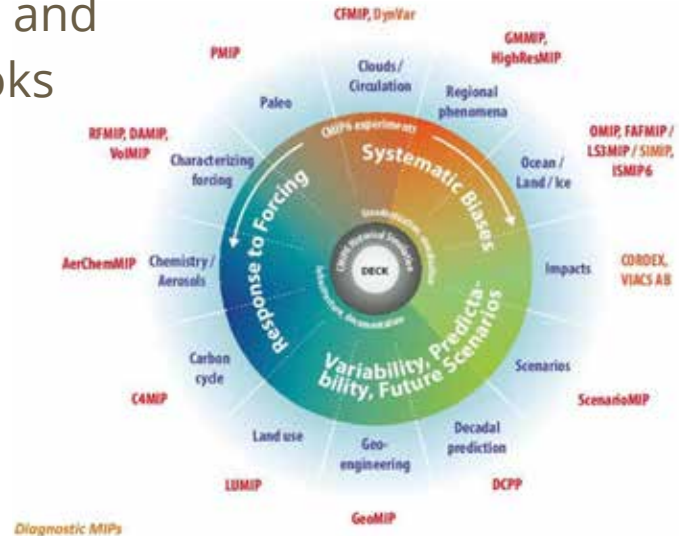 and
oks
CFMIP, DynVar
GMMIP,
HighResMIP
PMIP
Clouds /
Circulation
Regional
phenomena
Paleo
OMIP, FAFMIP /
LS3MIP / SIMIP,
ISMIP6
RFMIP, DAMIP,
VolMIP
Characterizing
forcing
CMIP6 experiments
Systematic Biases
Ocean /
Land / Ice
Response to Forcing
DECK
AerChemMIP
Chemistry /
Aerosols
Impacts
CORDEX,
VIACS AB
Variability, Predicta-
bility, Future Scenarios
Carbon
cycle
Scenarios
C4MIP
ScenarioMIP
Land use
Geo-
engineering
Decadal
prediction
LUMIP
DCPP
GeoMIP
Diagnostic MIPs